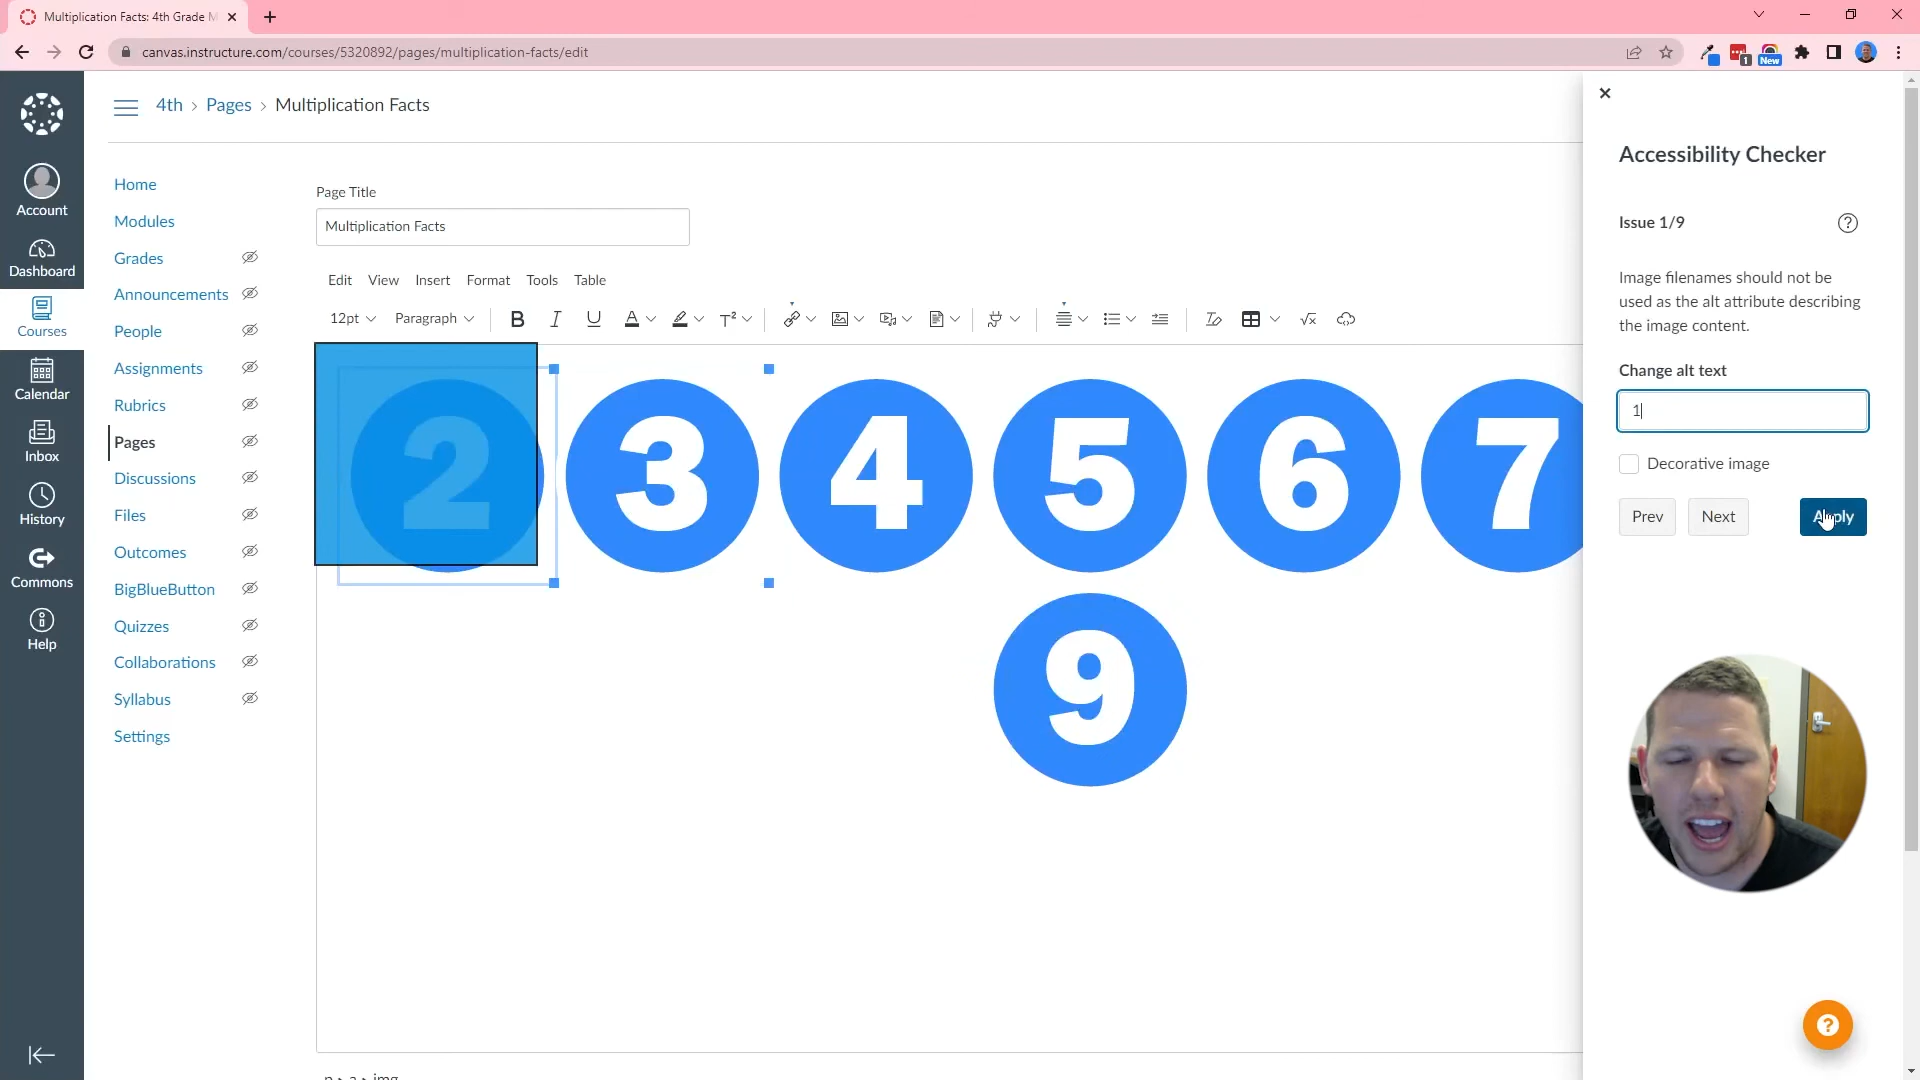 Multiplication Facts: 4th Grade M
canvas.instructure.com/courses/5320892/pages/multiplication-facts/edit
1
New
4th > Pages > Multiplication Facts
Account
Dashboard
Courses
Calendar
Inbox
History
Commons
Help
Home
Modules
Grades
Announcements
People
Assignments
Rubrics
Pages
Discussions
Files
Outcomes
BigBlueButton
Quizzes
Collaborations
Syllabus
Settings
Page Title
Multiplication Facts
Edit View Insert Format Tools Table
12pt Paragraph B I U A T²
2 3 4 5 6 7
9
p > a > img
Accessibility Checker
Issue 1/9
Image filenames should not be
used as the alt attribute describing
the image content.
Change alt text
1
Decorative image
Prev Next Apply